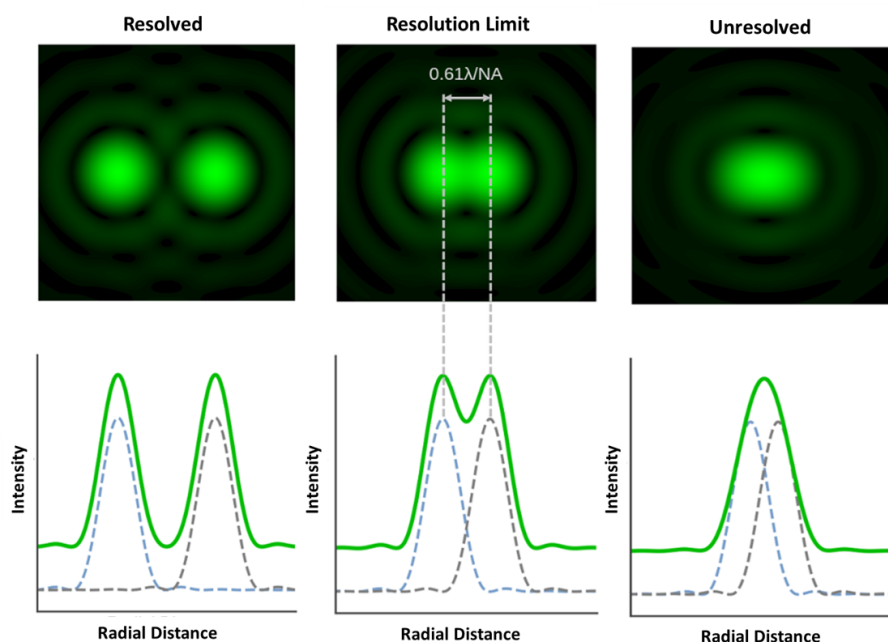 Resolved
Resolution Limit
Unresolved
0.61λ/NA
Intensity
Intensity
Intensity
Radial Distance
Radial Distance
Radial Distance